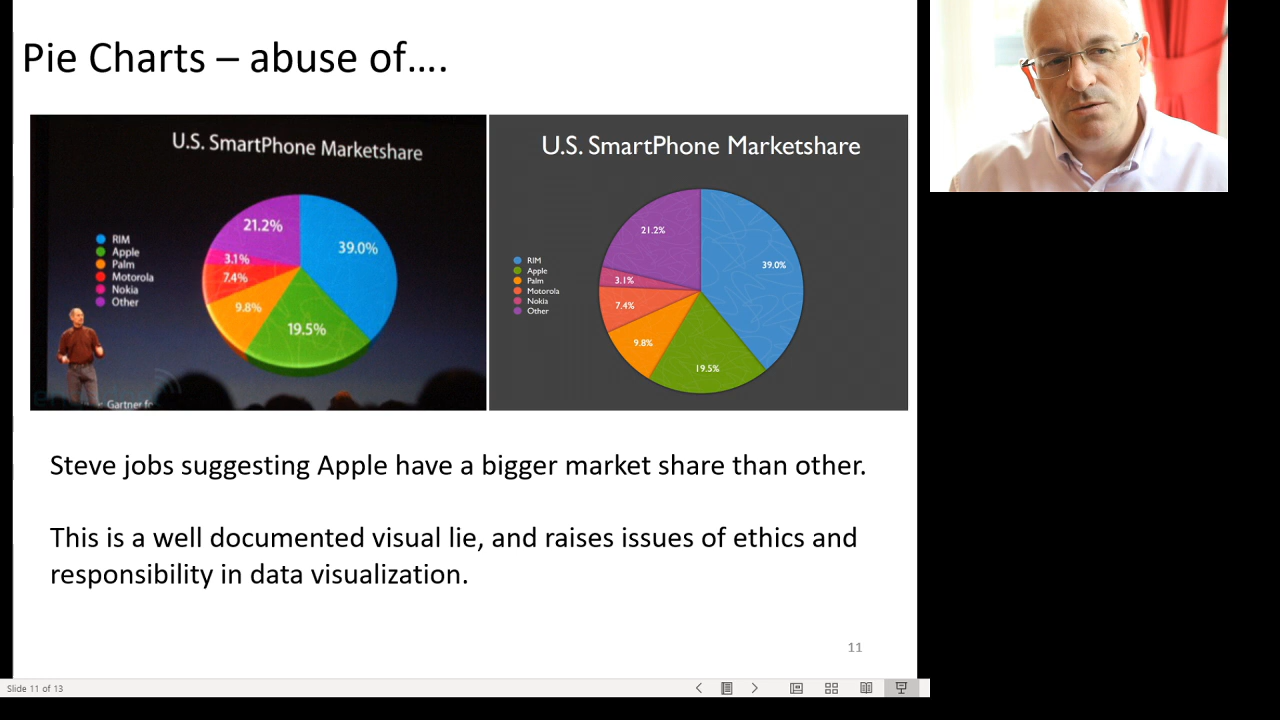 Pie Charts – abuse of….
U.S. SmartPhone Marketshare
RIM
Apple
Palm
Motorola
Nokia
Other
21.2%
39.0%
3.1%
7.4%
9.8%
19.5%
Gartner fo
U.S. SmartPhone Marketshare
RIM
Apple
Palm
Motorola
Nokia
Other
21.2%
39.0%
3.1%
7.4%
9.8%
19.5%
Steve jobs suggesting Apple have a bigger market share than other.
This is a well documented visual lie, and raises issues of ethics and
responsibility in data visualization.
11
Slide 11 of 13